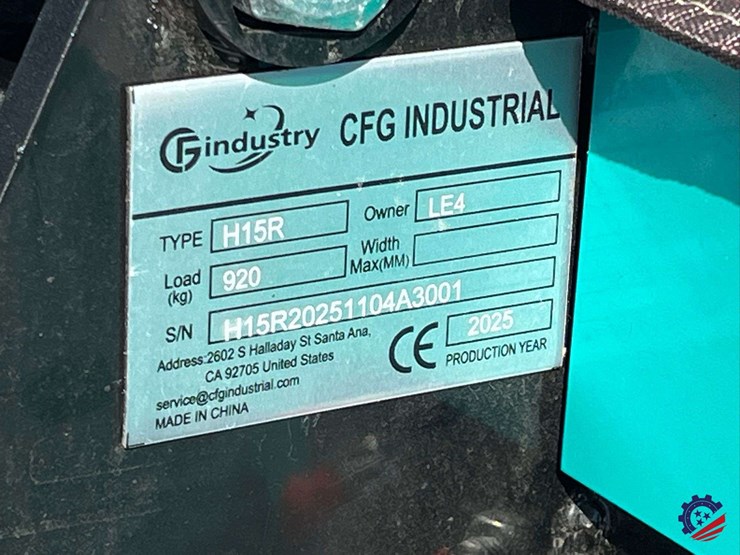 CFindustry CFG INDUSTRIAL
TYPE H15R Owner LE4
Load (kg) 920 Width Max(MM)
S/N H15R20251104A3001
Address:2602 S Halladay St Santa Ana,
CA 92705 United States
service@cfgindustrial.com
MADE IN CHINA
CE 2025
PRODUCTION YEAR